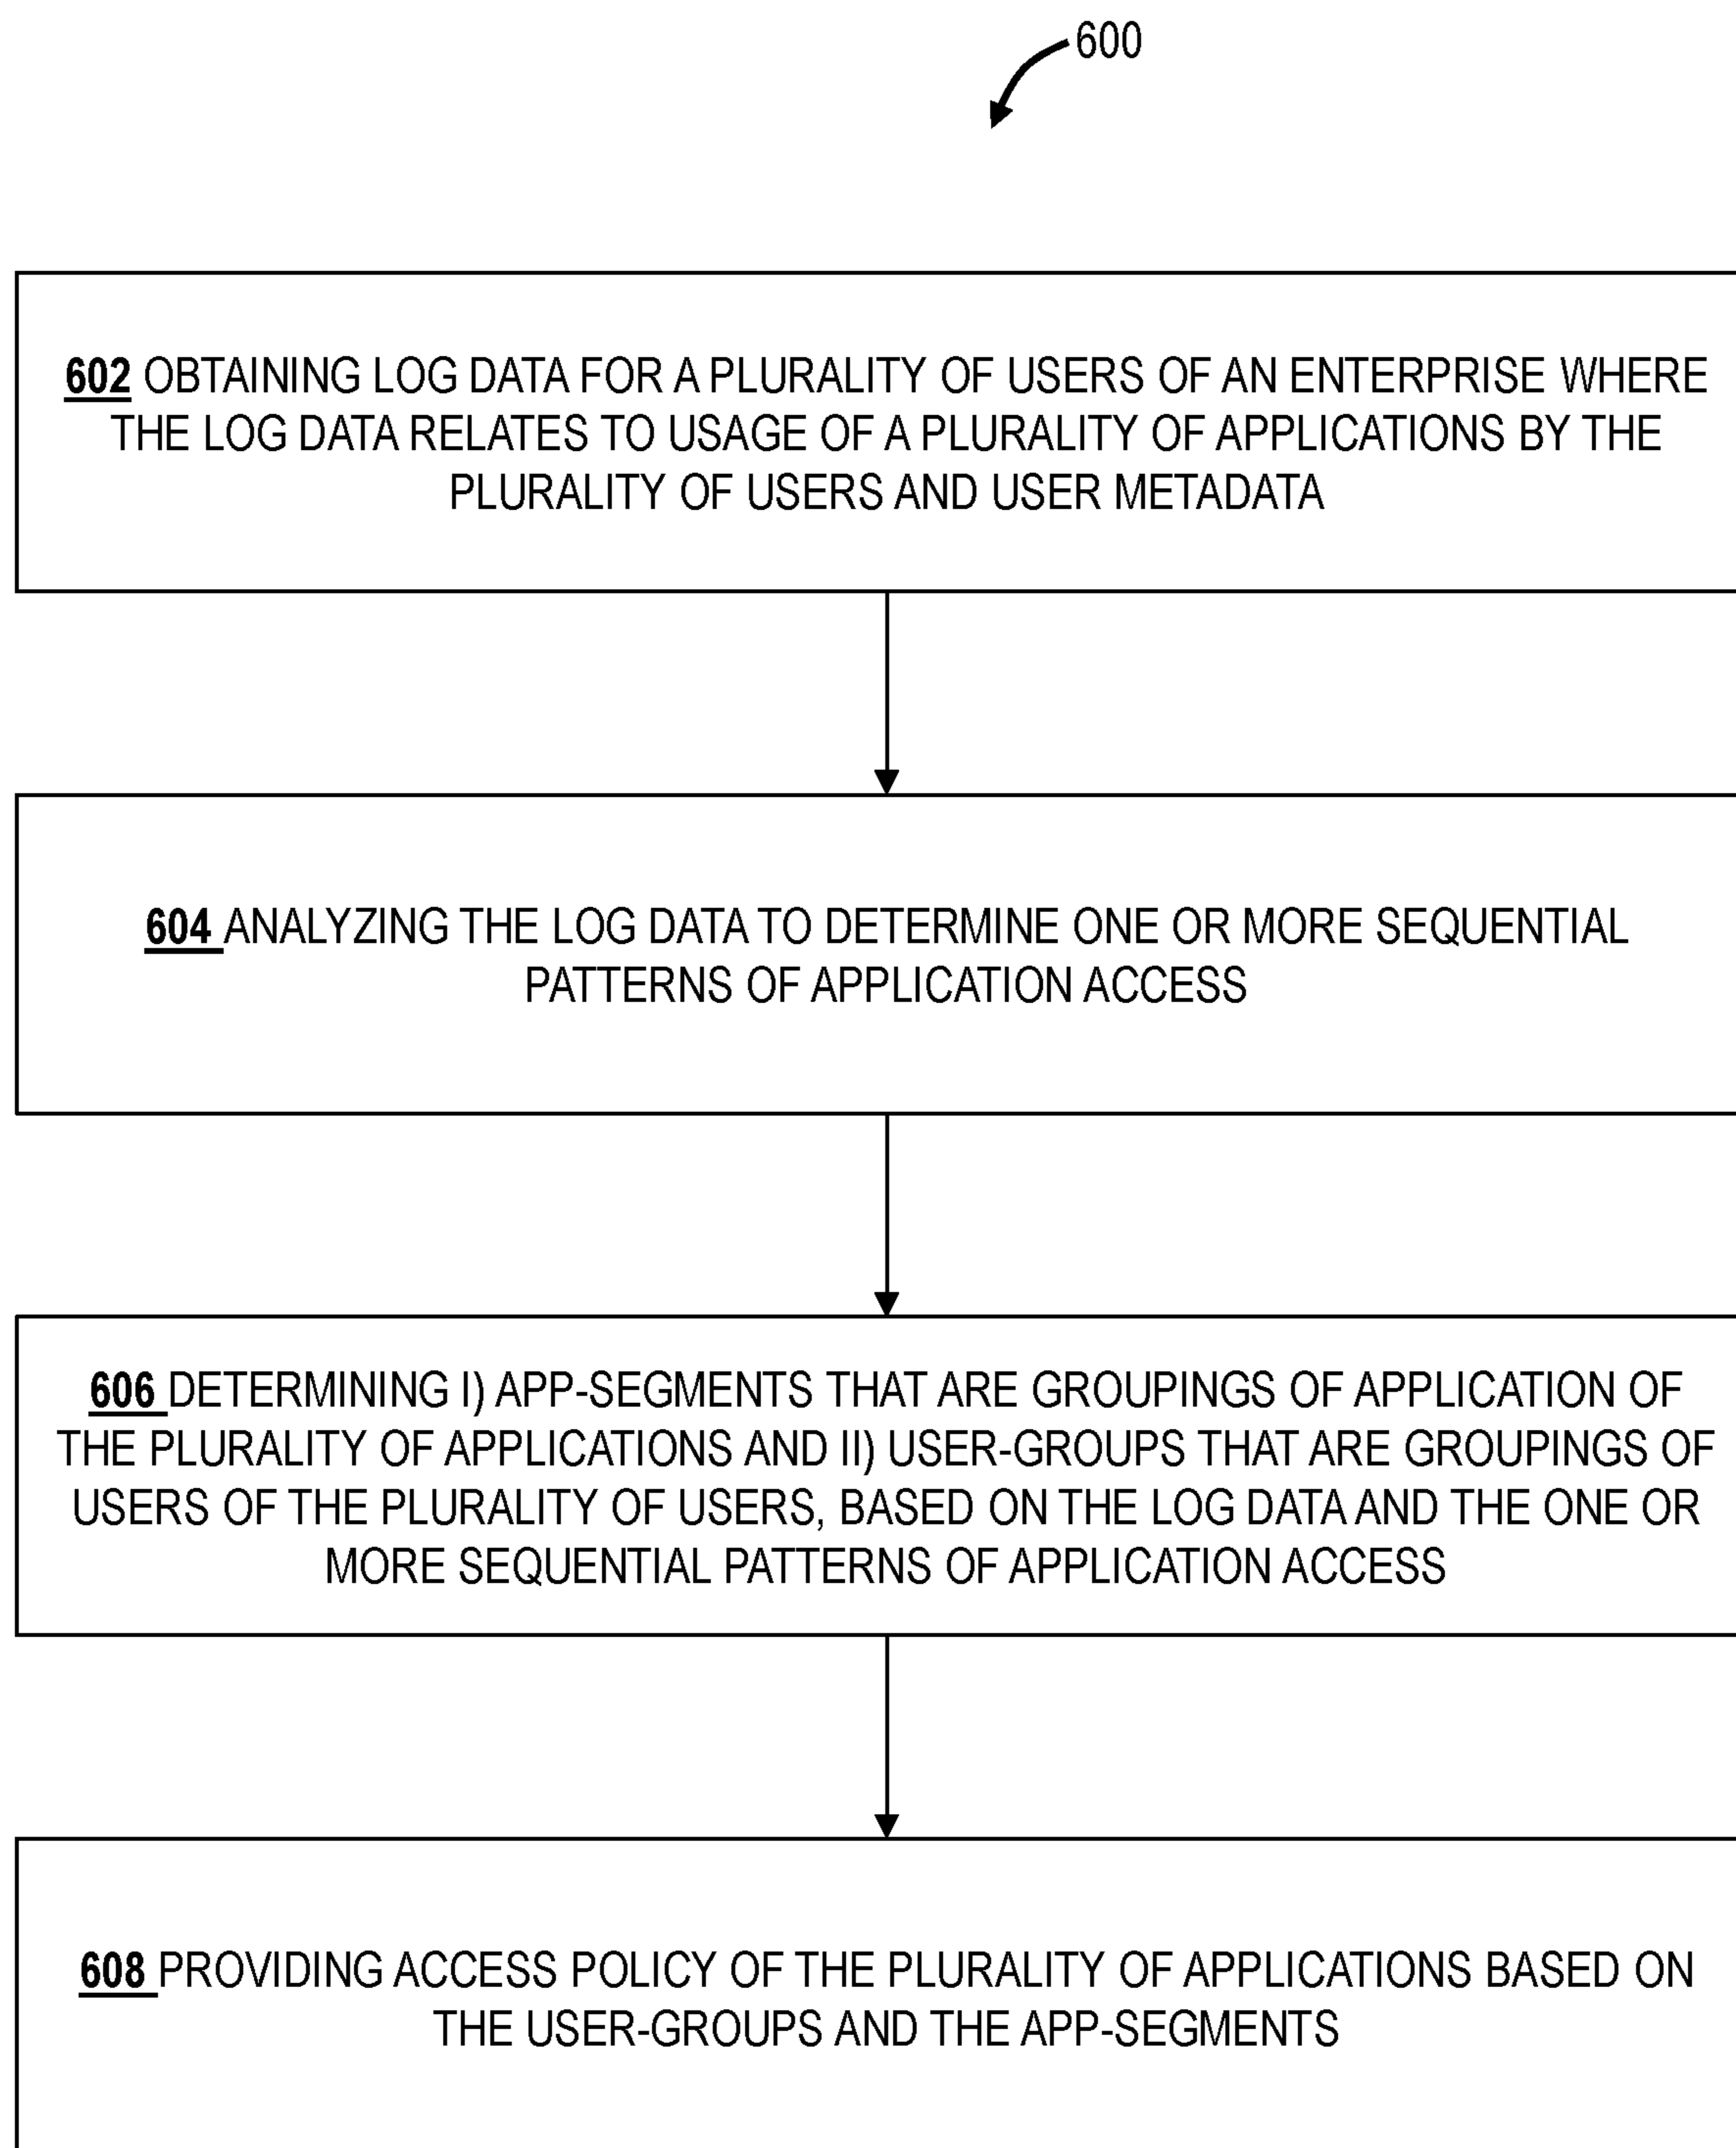 600
602 OBTAINING LOG DATA FOR A PLURALITY OF USERS OF AN ENTERPRISE WHERE
THE LOG DATA RELATES TO USAGE OF A PLURALITY OF APPLICATIONS BY THE
PLURALITY OF USERS AND USER METADATA
604 ANALYZING THE LOG DATA TO DETERMINE ONE OR MORE SEQUENTIAL
PATTERNS OF APPLICATION ACCESS
606 DETERMINING I) APP-SEGMENTS THAT ARE GROUPINGS OF APPLICATION OF
THE PLURALITY OF APPLICATIONS AND II) USER-GROUPS THAT ARE GROUPINGS OF
USERS OF THE PLURALITY OF USERS, BASED ON THE LOG DATA AND THE ONE OR
MORE SEQUENTIAL PATTERNS OF APPLICATION ACCESS
608 PROVIDING ACCESS POLICY OF THE PLURALITY OF APPLICATIONS BASED ON
THE USER-GROUPS AND THE APP-SEGMENTS